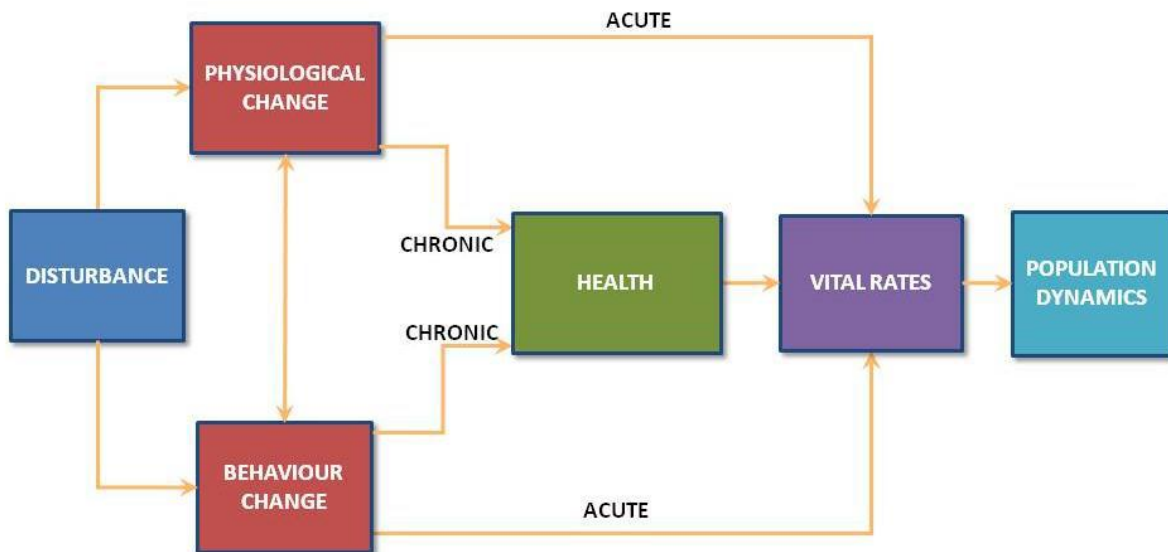 ACUTE
PHYSIOLOGICAL
CHANGE
CHRONIC
DISTURBANCE
HEALTH
VITAL RATES
POPULATION
DYNAMICS
CHRONIC
BEHAVIOUR
CHANGE
ACUTE